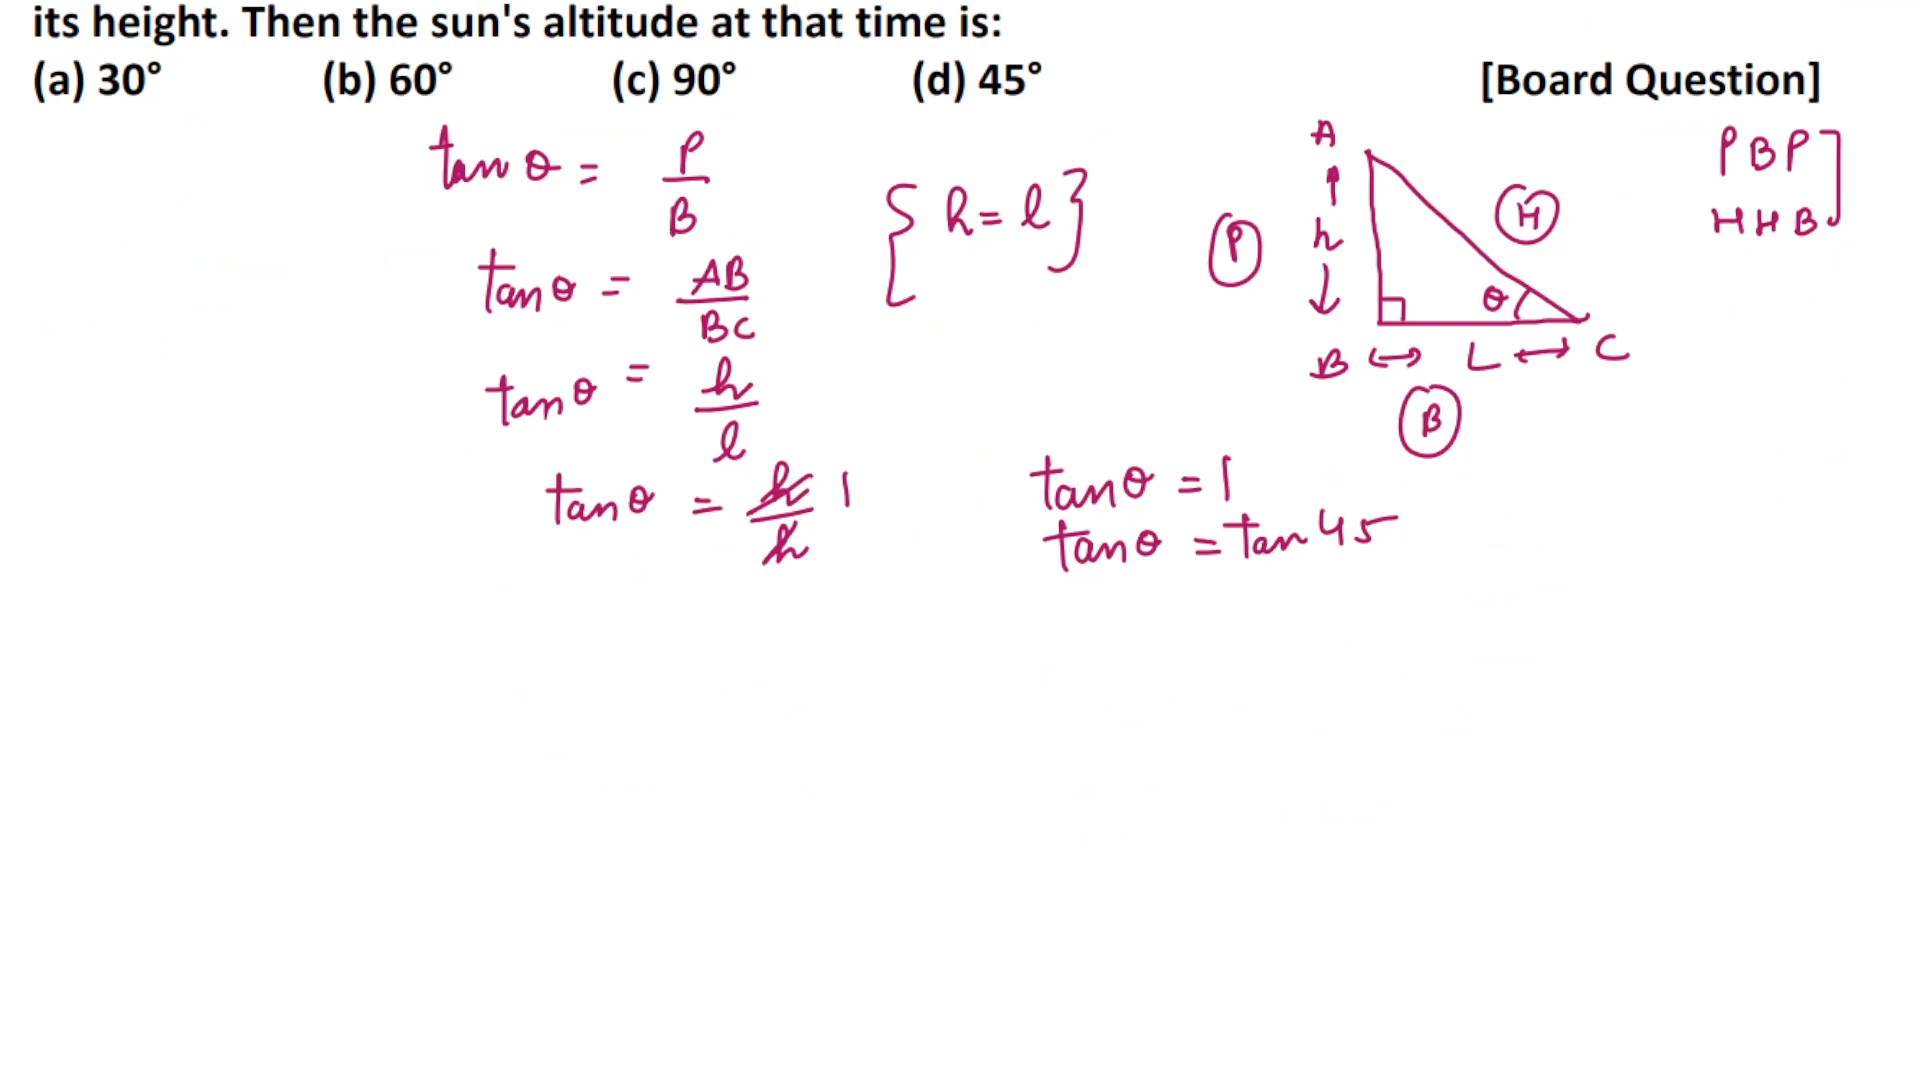 its height. Then the sun's altitude at that time is:
(a) 30° (b) 60° (c) 90° (d) 45° [Board Question]
tan θ = P/B
{ h = l }
tan θ = AB/BC
tan θ = h/l
tan θ = h/h 1
tan θ = 1
tan θ = tan 45
A
h
P
H
θ
B L C
B
P B P
H H B